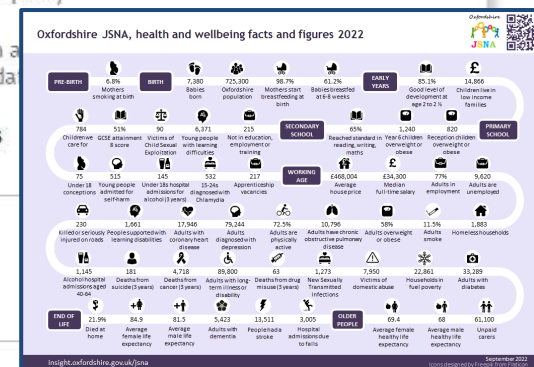 Oxfordshire
JSNA
Oxfordshire JSNA, health and wellbeing facts and figures 2022
PRE-BIRTH
6.8%
Mothers
smoking at birth
BIRTH
7,380
Babies
born
725,300
Oxfordshire
population
98.7%
Mothers start
breastfeeding at
birth
61.2%
Babies breastfed
at 6-8 weeks
EARLY
YEARS
85.1%
Good level of
development at
age 2 to 2 ½
14,866
Children live in
low income
families
784
Children we
care for
51%
GCSE attainment
8 score
90
Victims of
Child Sexual
Exploitation
6,371
Young people
with learning
difficulties
215
Not in education,
employment or
training
SECONDARY
SCHOOL
65%
Reached standard in
reading, writing,
maths
1,240
Year 6 children
overweight or
obese
820
Reception children
overweight or
obese
PRIMARY
SCHOOL
75
Under 18
conceptions
515
Young people
admitted for
self-harm
145
Under 18s hospital
admissions for
alcohol (3 years)
532
15-24s
diagnosed with
Chlamydia
217
Apprenticeship
vacancies
WORKING
AGE
£468,004
Average
house price
£34,300
Median
full-time salary
77%
Adults in
employment
9,620
Adults are
unemployed
230
Killed or seriously
injured on roads
1,661
People supported with
learning disabilities
17,946
Adults with
coronary heart
disease
79,244
Adults
diagnosed with
depression
72.5%
Adults are
physically
active
10,796
Adults have chronic
obstructive pulmonary
disease
58%
Adults overweight
or obese
11.5%
Adults
smoke
1,883
Homeless households
1,145
Alcohol hospital
admissions aged
40-64
181
Deaths from
suicide (3 years)
4,718
Deaths from
cancer (3 years)
89,800
Adults with long-
term illness or
disability
63
Deaths from drug
misuse (3 years)
1,273
New Sexually
Transmitted
Infections
7,950
Victims of
domestic abuse
22,861
Households in
fuel poverty
33,289
Adults with
diabetes
END OF
LIFE
21.9%
Died at
home
84.9
Average
female life
expectancy
81.5
Average
male life
expectancy
5,423
Adults with
dementia
13,511
People had a
stroke
3,005
Hospital
admissions due
to falls
OLDER
PEOPLE
69.4
Average female
healthy life
expectancy
68
Average male
healthy life
expectancy
61,100
Unpaid
carers
insight.oxfordshire.gov.uk/jsna
September 2022
Icons designed by Freepik from Flaticon